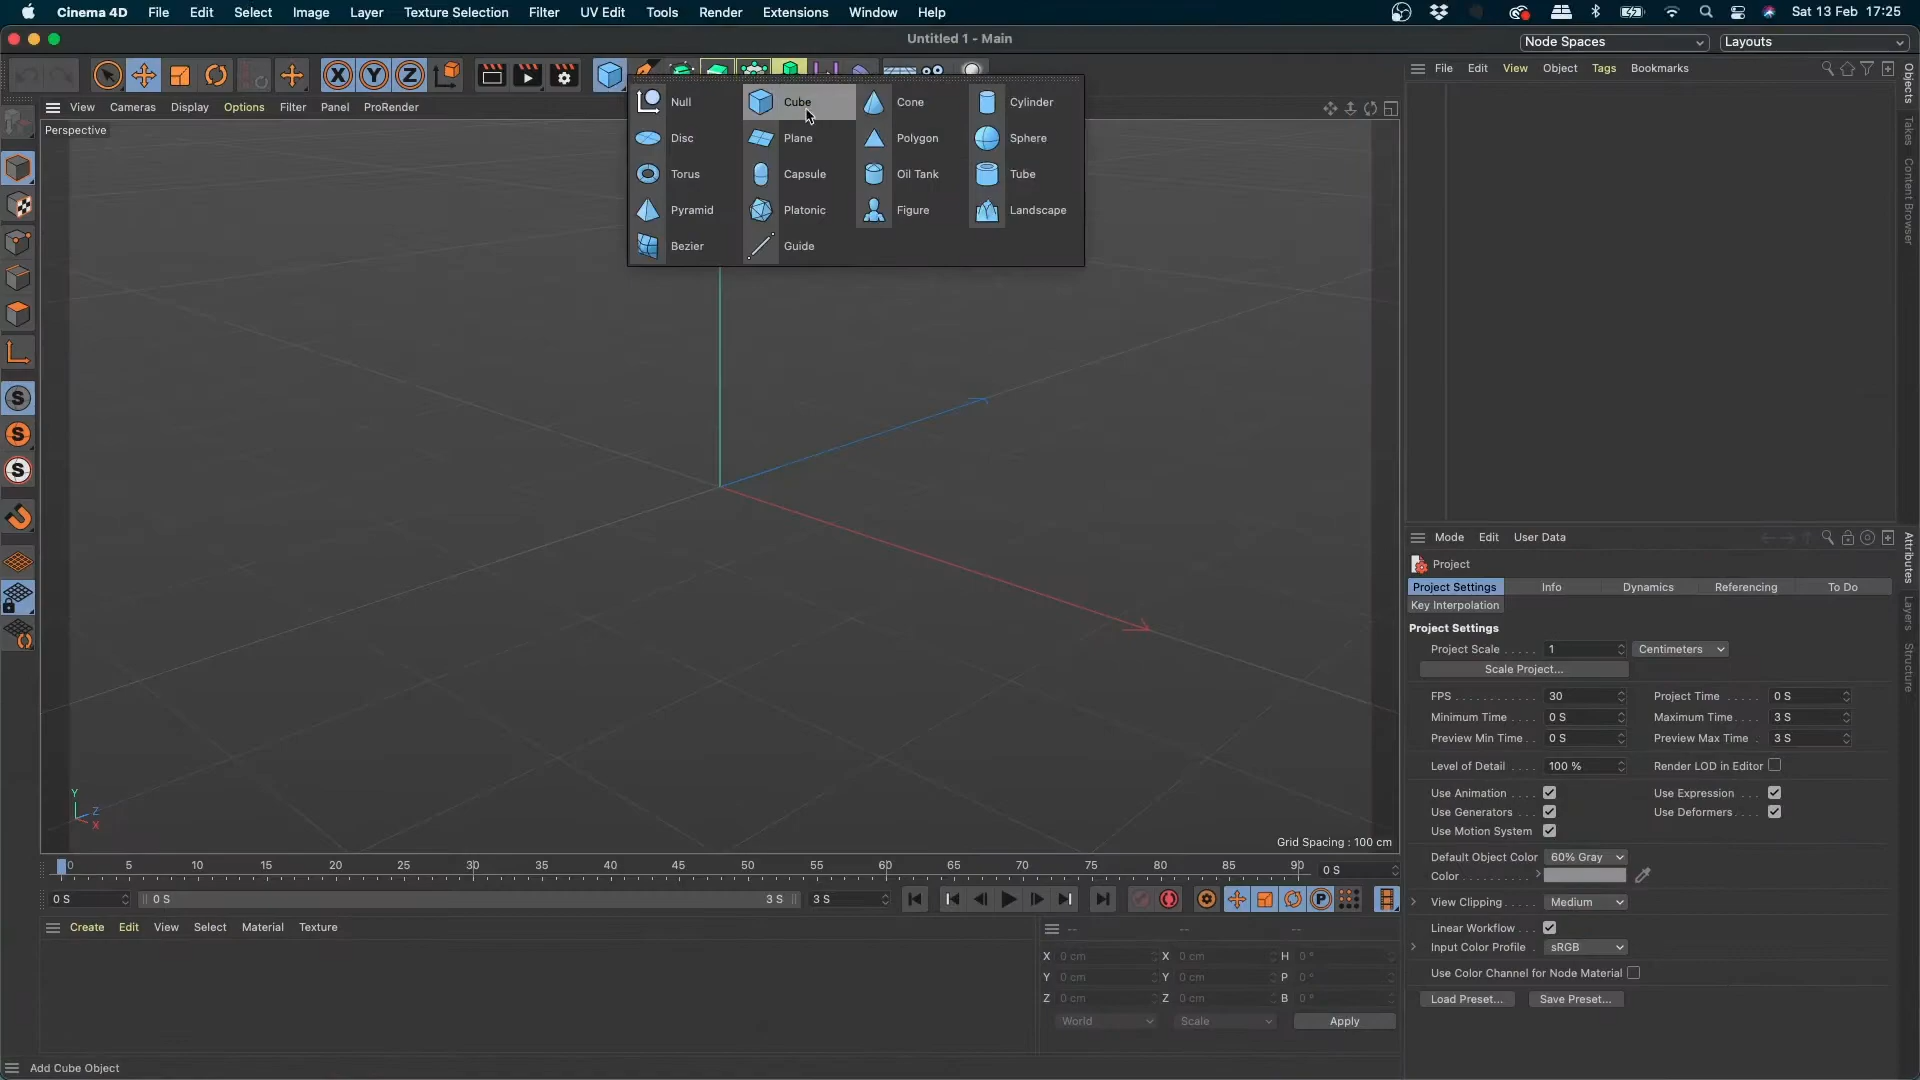 Cinema 4D File Edit Select Image Layer Texture Selection Filter UV Edit Tools Render Extensions Window Help Sat 13 Feb 17:25
Untitled 1 - Main
Node Spaces Layouts
X Y Z
File Edit View Object Tags Bookmarks
View Cameras Display Options Filter Panel ProRender
Perspective
Null Cube Cone Cylinder
Disc Plane Polygon Sphere
Torus Capsule Oil Tank Tube
Pyramid Platonic Figure Landscape
Bezier Guide
Objects
Takes
Content Browser
S
S
S
Mode Edit User Data
Project
Project Settings Info Dynamics Referencing To Do
Key Interpolation
Attributes
Layers
Structure
Project Settings
Project Scale . . . . . 1 Centimeters
Scale Project...
FPS . . . . . . . . . . . . 30 Project Time . . . . . 0 S
Minimum Time . . . . 0 S Maximum Time . . . . 3 S
Preview Min Time . . 0 S Preview Max Time . 3 S
Level of Detail . . . . 100 % Render LOD in Editor
Use Animation . . . . Use Expression . . . .
Use Generators . . . Use Deformers . . . .
Use Motion System
Default Object Color 60% Gray
Color . . . . . . . . . . .
View Clipping . . . . . Medium
Linear Workflow . . .
Input Color Profile . sRGB
Use Color Channel for Node Material
Load Preset... Save Preset...
Y
Z
X
Grid Spacing : 100 cm
0 5 10 15 20 25 30 35 40 45 50 55 60 65 70 75 80 85 90 0 S
0 S 0 S 3 S 3 S P
Create Edit View Select Material Texture
-- -- --
X 0 cm X 0 cm H 0 °
Y 0 cm Y 0 cm P 0 °
Z 0 cm Z 0 cm B 0 °
World Scale Apply
Add Cube Object